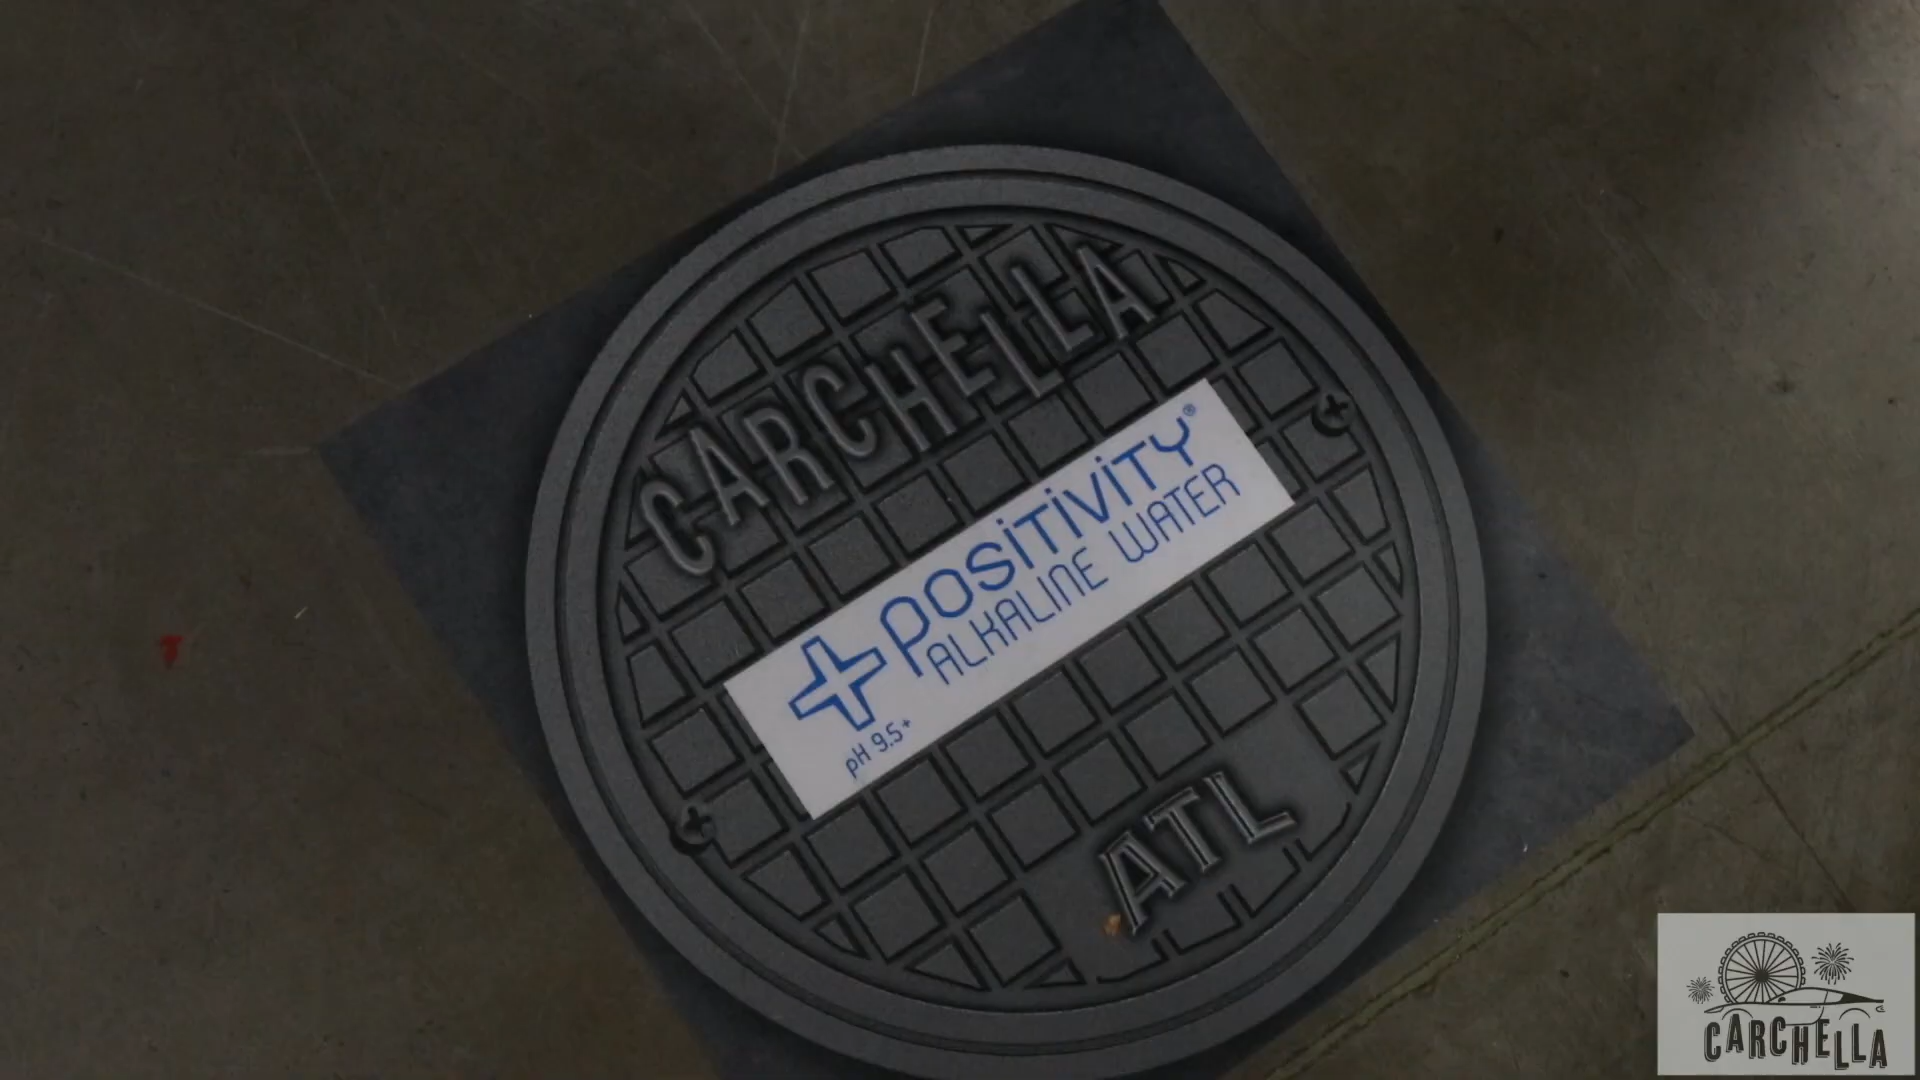 CARCHELLA
positivity®
ALKALINE WATER
pH 9.5+
ATL
CARCHELLA